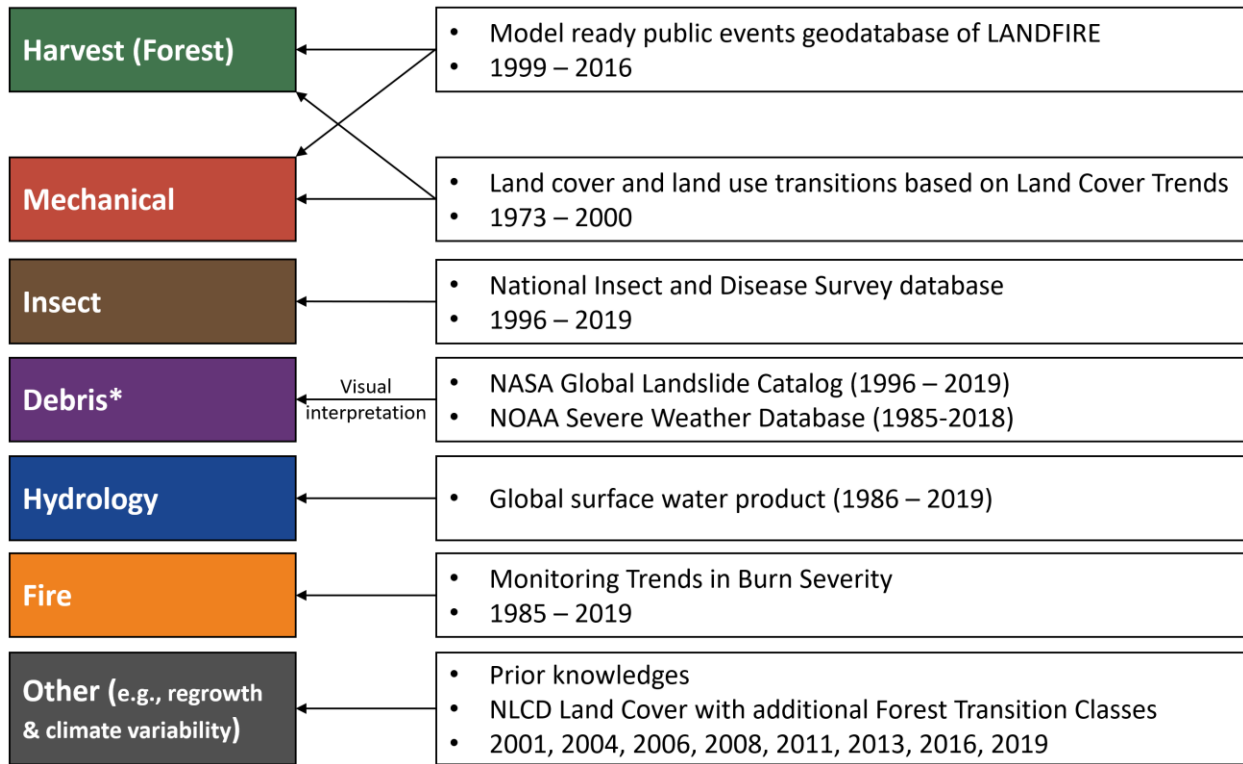 Harvest (Forest)
• Model ready public events geodatabase of LANDFIRE
• 1999 – 2016
Mechanical
• Land cover and land use transitions based on Land Cover Trends
• 1973 – 2000
Insect
• National Insect and Disease Survey database
• 1996 – 2019
Debris*
Visual
interpretation
• NASA Global Landslide Catalog (1996 – 2019)
• NOAA Severe Weather Database (1985-2018)
Hydrology
• Global surface water product (1986 – 2019)
Fire
• Monitoring Trends in Burn Severity
• 1985 – 2019
Other (e.g., regrowth
& climate variability)
• Prior knowledges
• NLCD Land Cover with additional Forest Transition Classes
• 2001, 2004, 2006, 2008, 2011, 2013, 2016, 2019